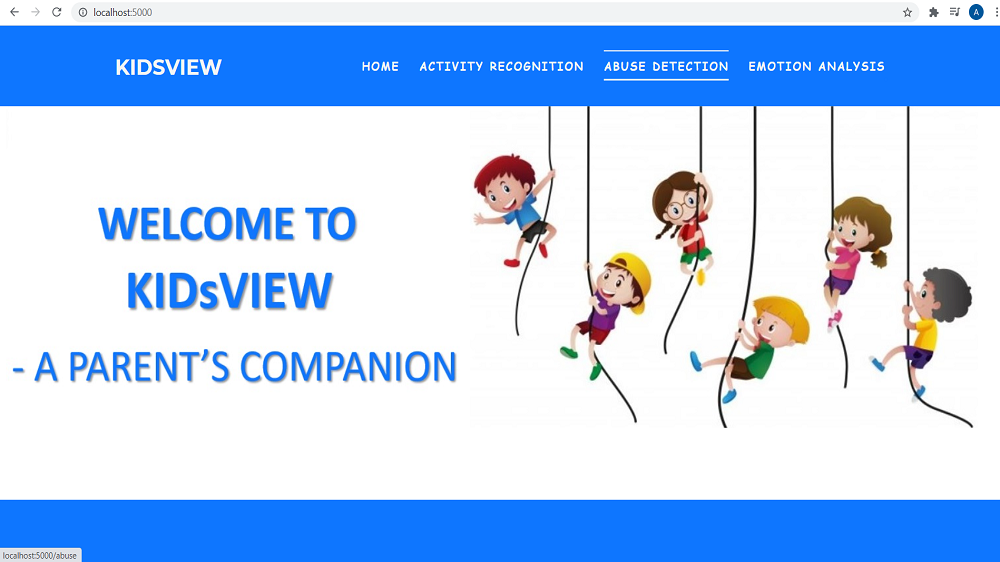 localhost:5000
A
KIDSVIEW
HOME ACTIVITY RECOGNITION ABUSE DETECTION EMOTION ANALYSIS
WELCOME TO
KIDsVIEW
- A PARENT’S COMPANION
localhost:5000/abuse